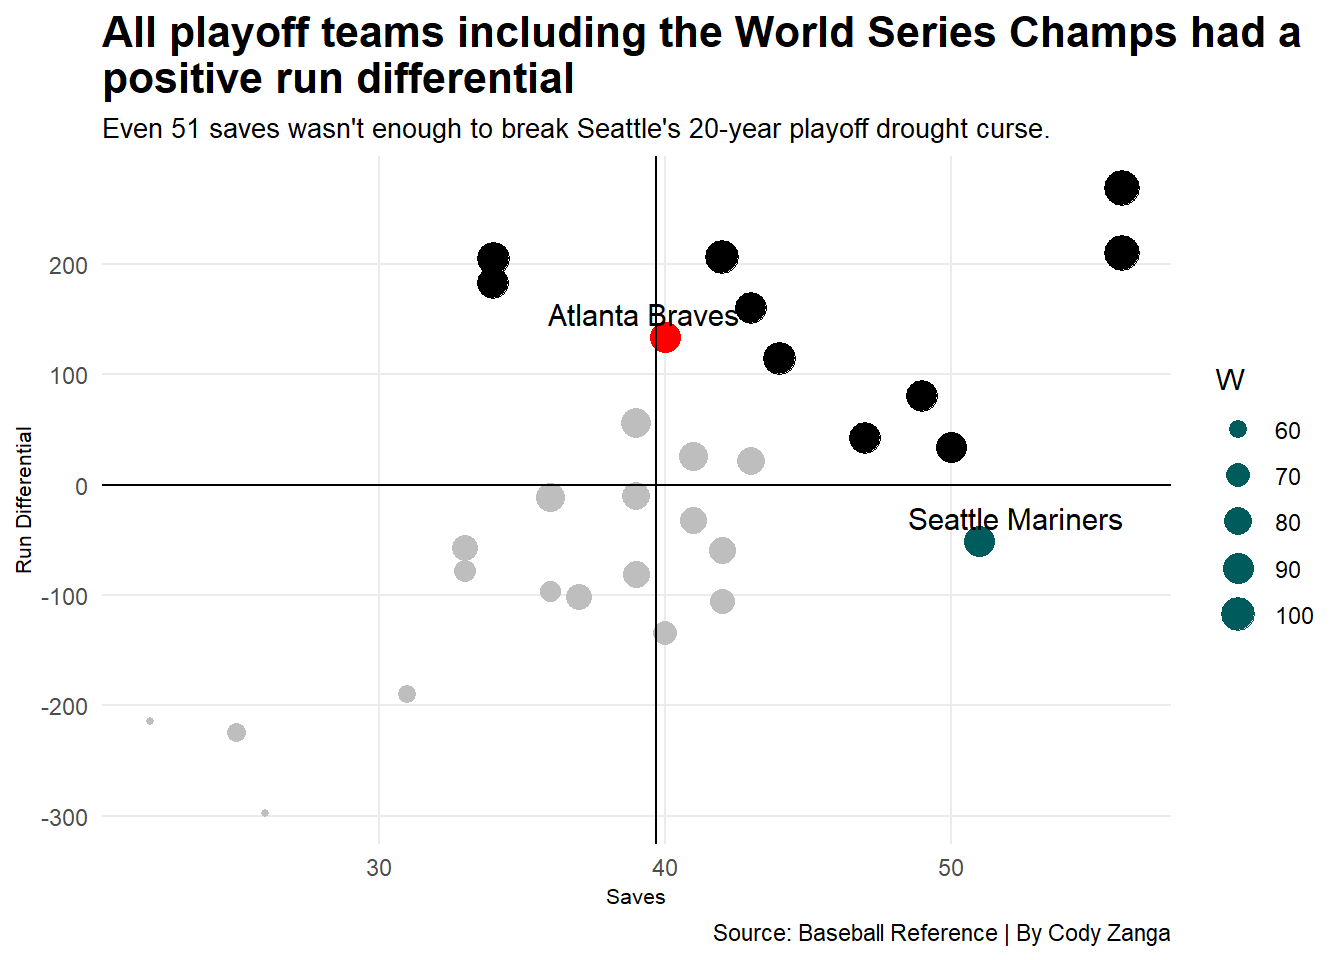 All playoff teams including the World Series Champs had a
positive run differential
Even 51 saves wasn't enough to break Seattle's 20-year playoff drought curse.
200
100
0
-100
-200
-300
Run Differential
Atlanta Braves
Seattle Mariners
W
60
70
80
90
100
30
40
50
Saves
Source: Baseball Reference | By Cody Zanga